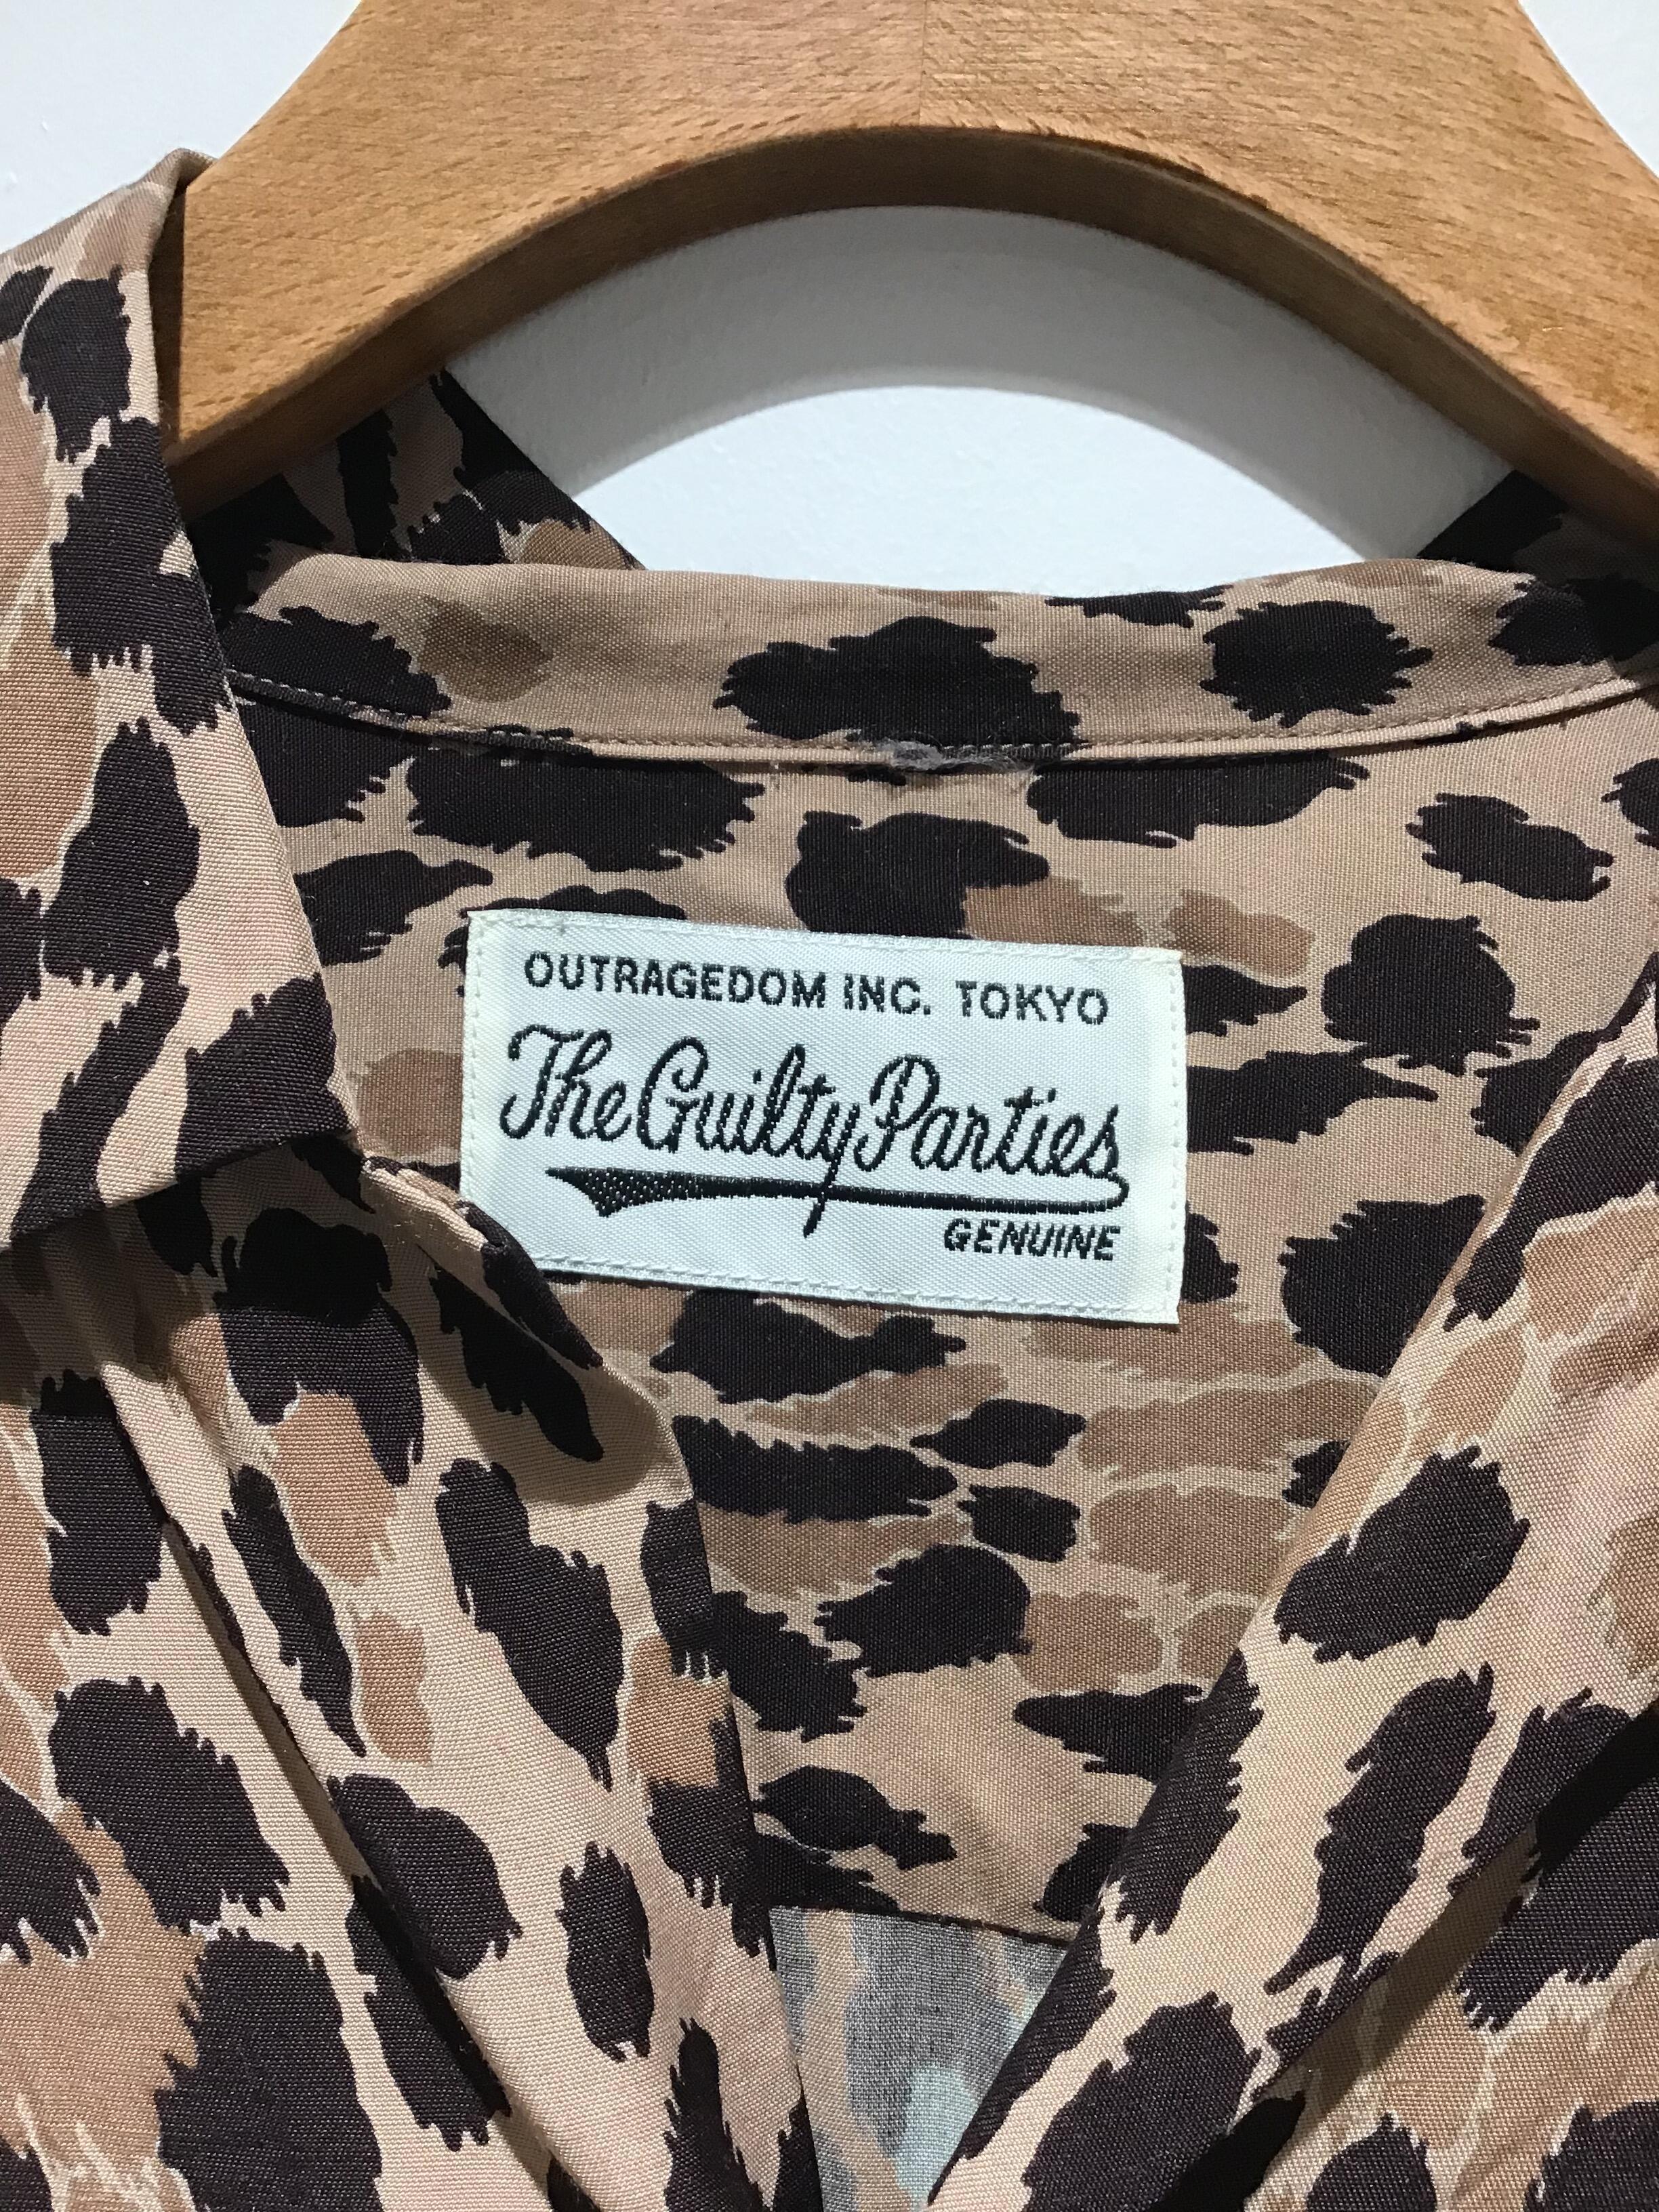 OUTRAGEDOM INC. TOKYO
The Guilty Parties
GENUINE